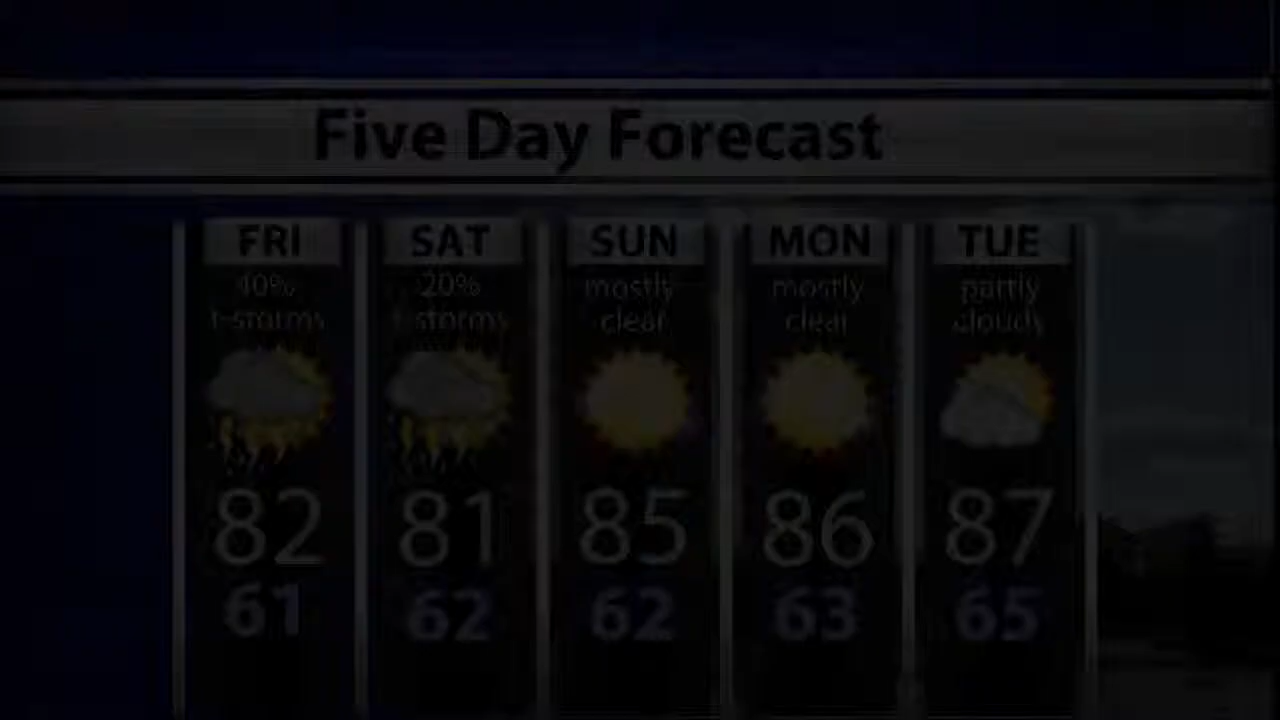 Five Day Forecast
FRI SAT SUN MON TUE
40% 20% mostly mostly partly
t-storms t-storms clear clear cloudy
82 81 85 86 87
61 62 62 63 65